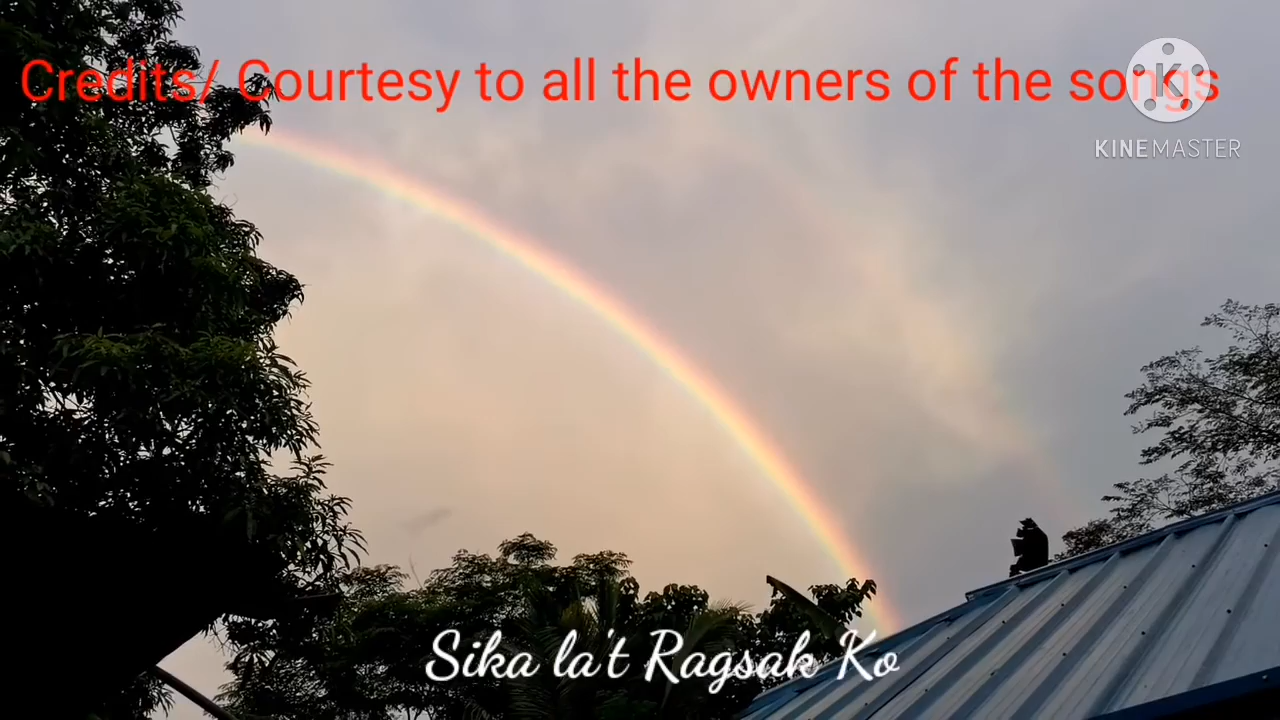 Credits/ Courtesy to all the owners of the songs
K
KINEMASTER
Sika la't Ragsak Ko